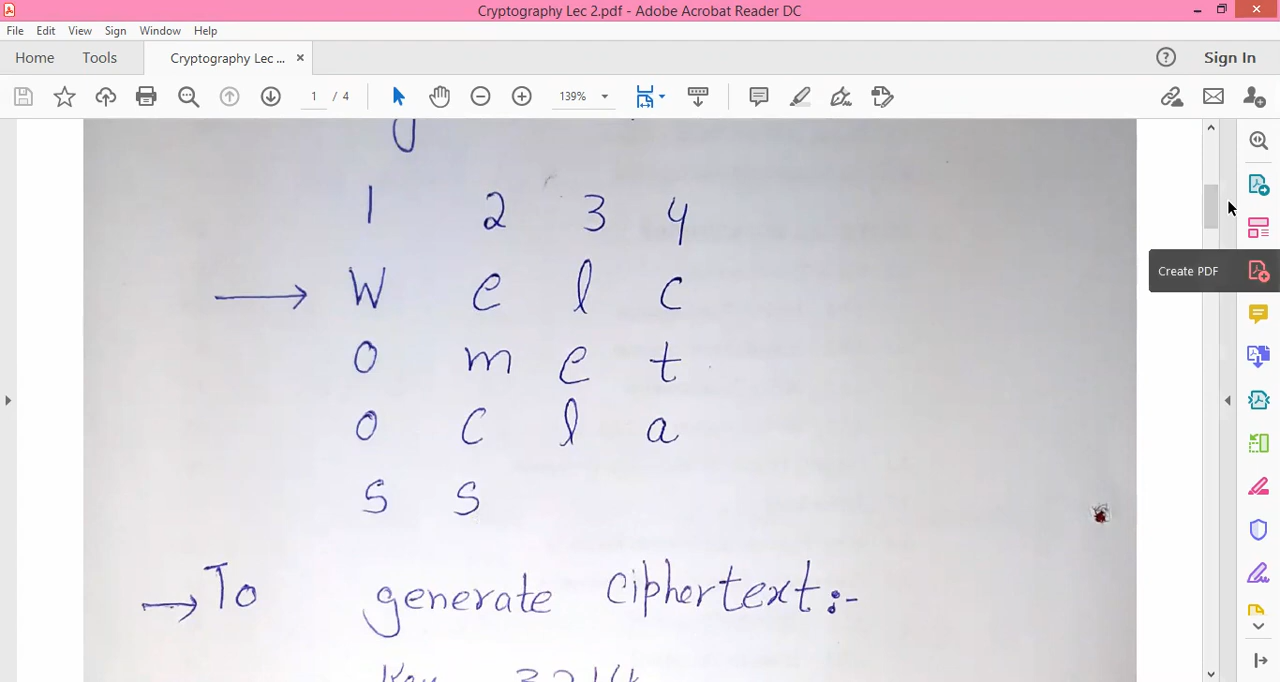 Cryptography Lec 2.pdf - Adobe Acrobat Reader DC
File Edit View Sign Window Help
Home Tools Cryptography Lec ... × Sign In
1 / 4 139%
1 2 3 4
W e l c
Create PDF
o m e t
o c l a
s s
To generate ciphertext:-